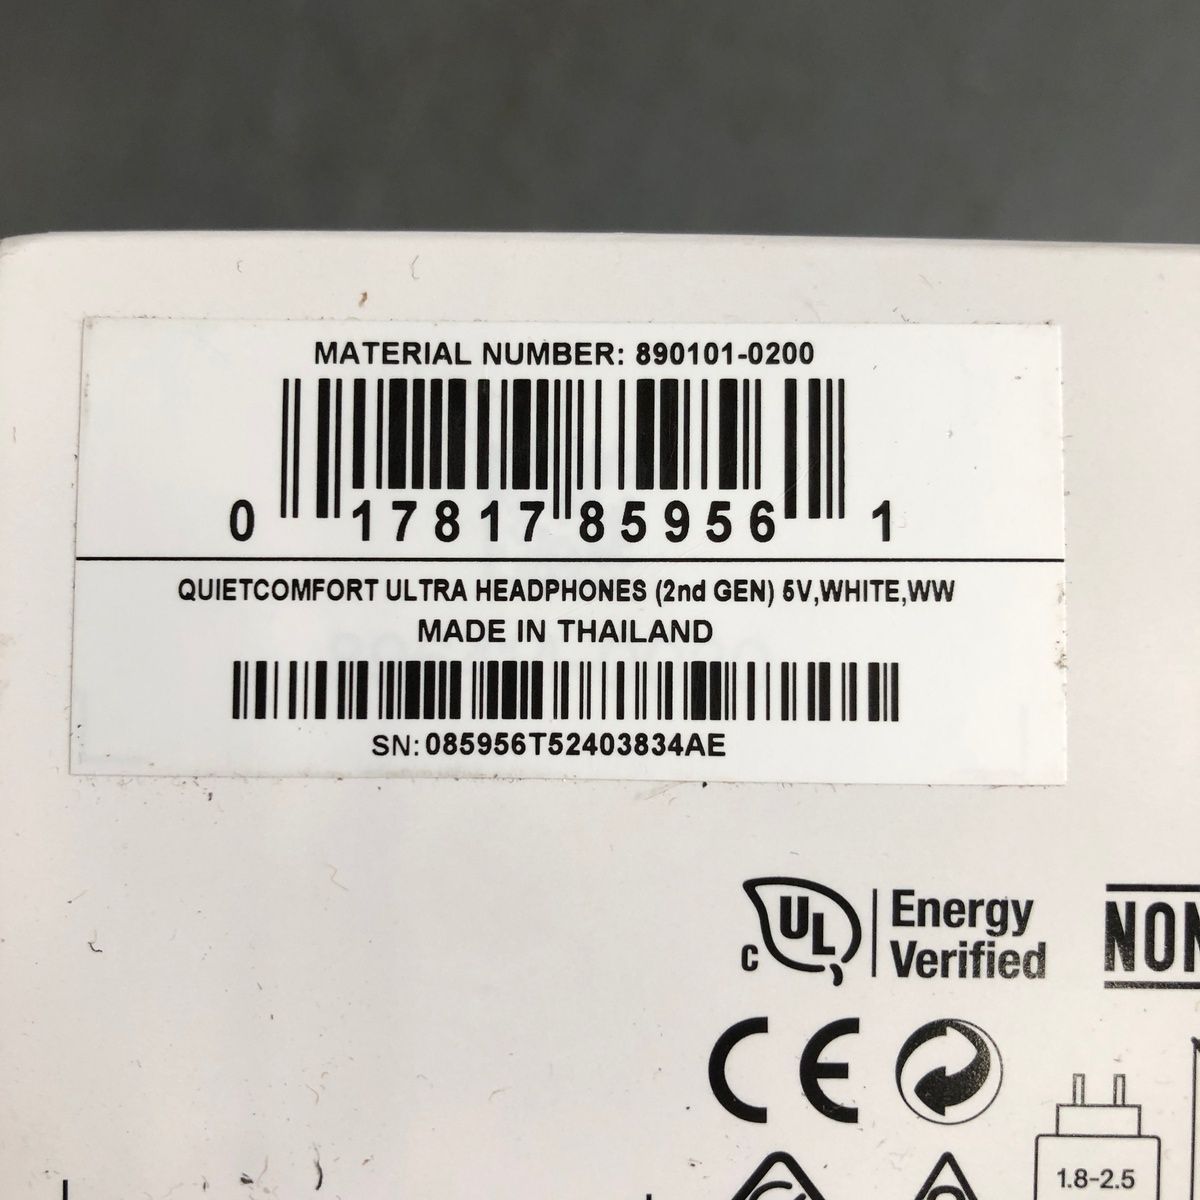 MATERIAL NUMBER: 890101-0200
0 17817 85956 1
QUIETCOMFORT ULTRA HEADPHONES (2nd GEN) 5V,WHITE,WW
MADE IN THAILAND
SN:085956T52403834AE
C UL Energy
Verified
NON
CE
1.8-2.5